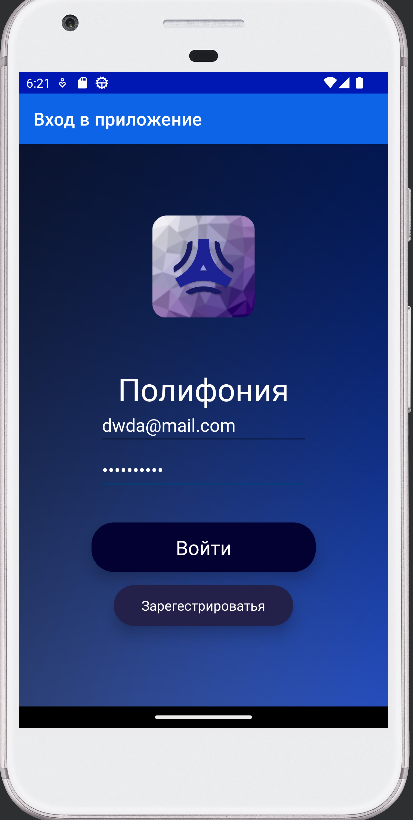 6:21
Вход в приложение
Полифония
dwda@mail.com
••••••••••
Войти
Зарегестрироватья